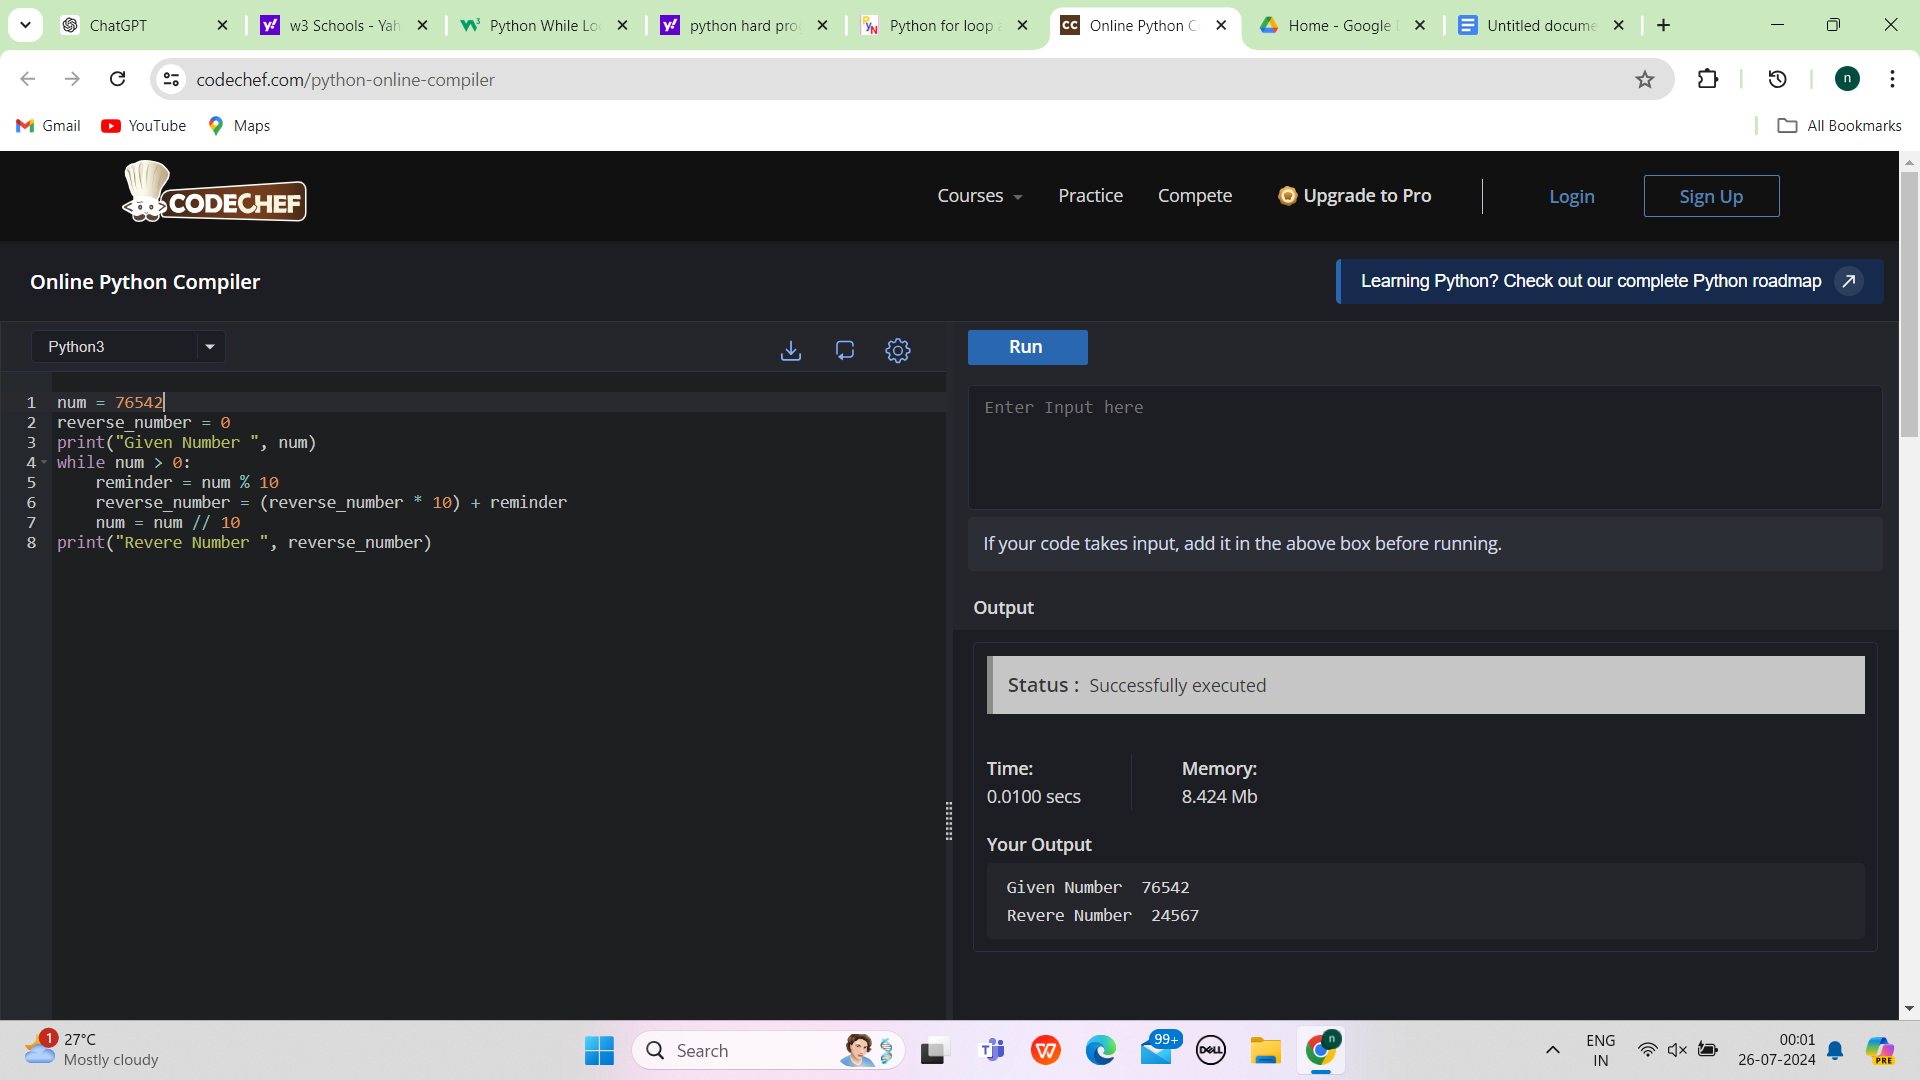 ChatGPT
w3 Schools - Yah
Python While Lo
python hard pro
Python for loop
Online Python C
Home - Google
Untitled docume
codechef.com/python-online-compiler
Gmail
YouTube
Maps
All Bookmarks
CODECHEF
Courses
Practice
Compete
Upgrade to Pro
Login
Sign Up
Online Python Compiler
Learning Python? Check out our complete Python roadmap
Python3
Run
1 num = 76542
2 reverse_number = 0
3 print("Given Number ", num)
4 while num > 0:
5     reminder = num % 10
6     reverse_number = (reverse_number * 10) + reminder
7     num = num // 10
8 print("Revere Number ", reverse_number)
Enter Input here
If your code takes input, add it in the above box before running.
Output
Status : Successfully executed
Time:
0.0100 secs
Memory:
8.424 Mb
Your Output
Given Number  76542
Revere Number  24567
1
27°C
Mostly cloudy
Search
99+
DELL
n
ENG
IN
00:01
26-07-2024
PRE